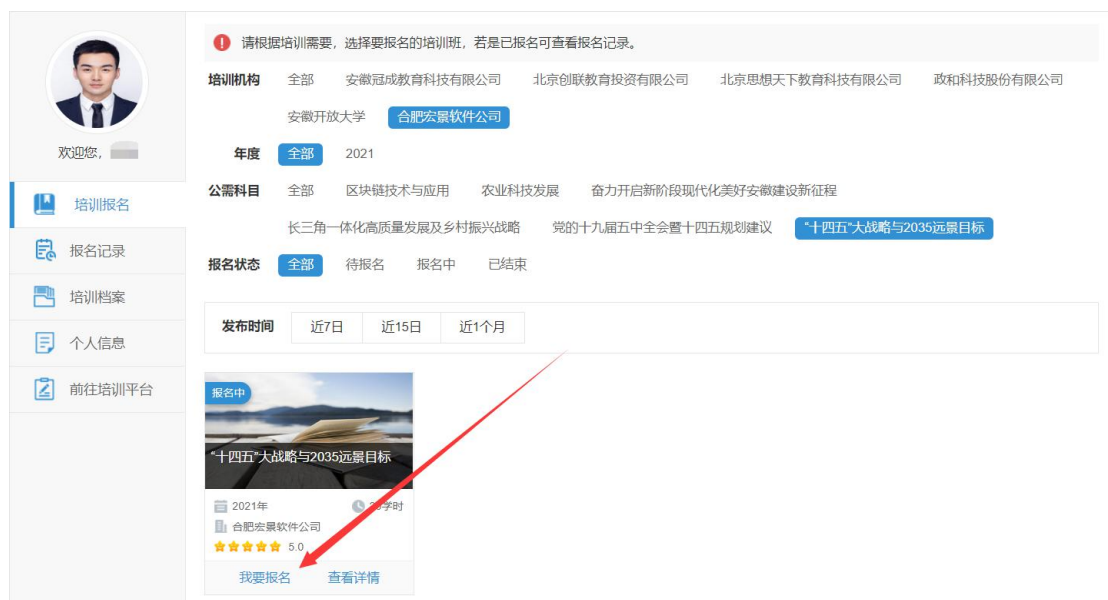 请根据培训需要，选择要报名的培训班，若是已报名可查看报名记录。
培训机构 全部 安徽冠成教育科技有限公司 北京创联教育投资有限公司 北京思想天下教育科技有限公司 政和科技股份有限公司
安徽开放大学 合肥宏景软件公司
欢迎您，
年度 全部 2021
公需科目 全部 区块链技术与应用 农业科技发展 奋力开启新阶段现代化美好安徽建设新征程
长三角一体化高质量发展及乡村振兴战略 党的十九届五中全会暨十四五规划建议 “十四五”大战略与2035远景目标
报名状态 全部 待报名 报名中 已结束
培训报名
报名记录
培训档案
个人信息
前往培训平台
发布时间 近7日 近15日 近1个月
报名中
“十四五”大战略与2035远景目标
2021年 学时
合肥宏景软件公司
5.0
我要报名 查看详情